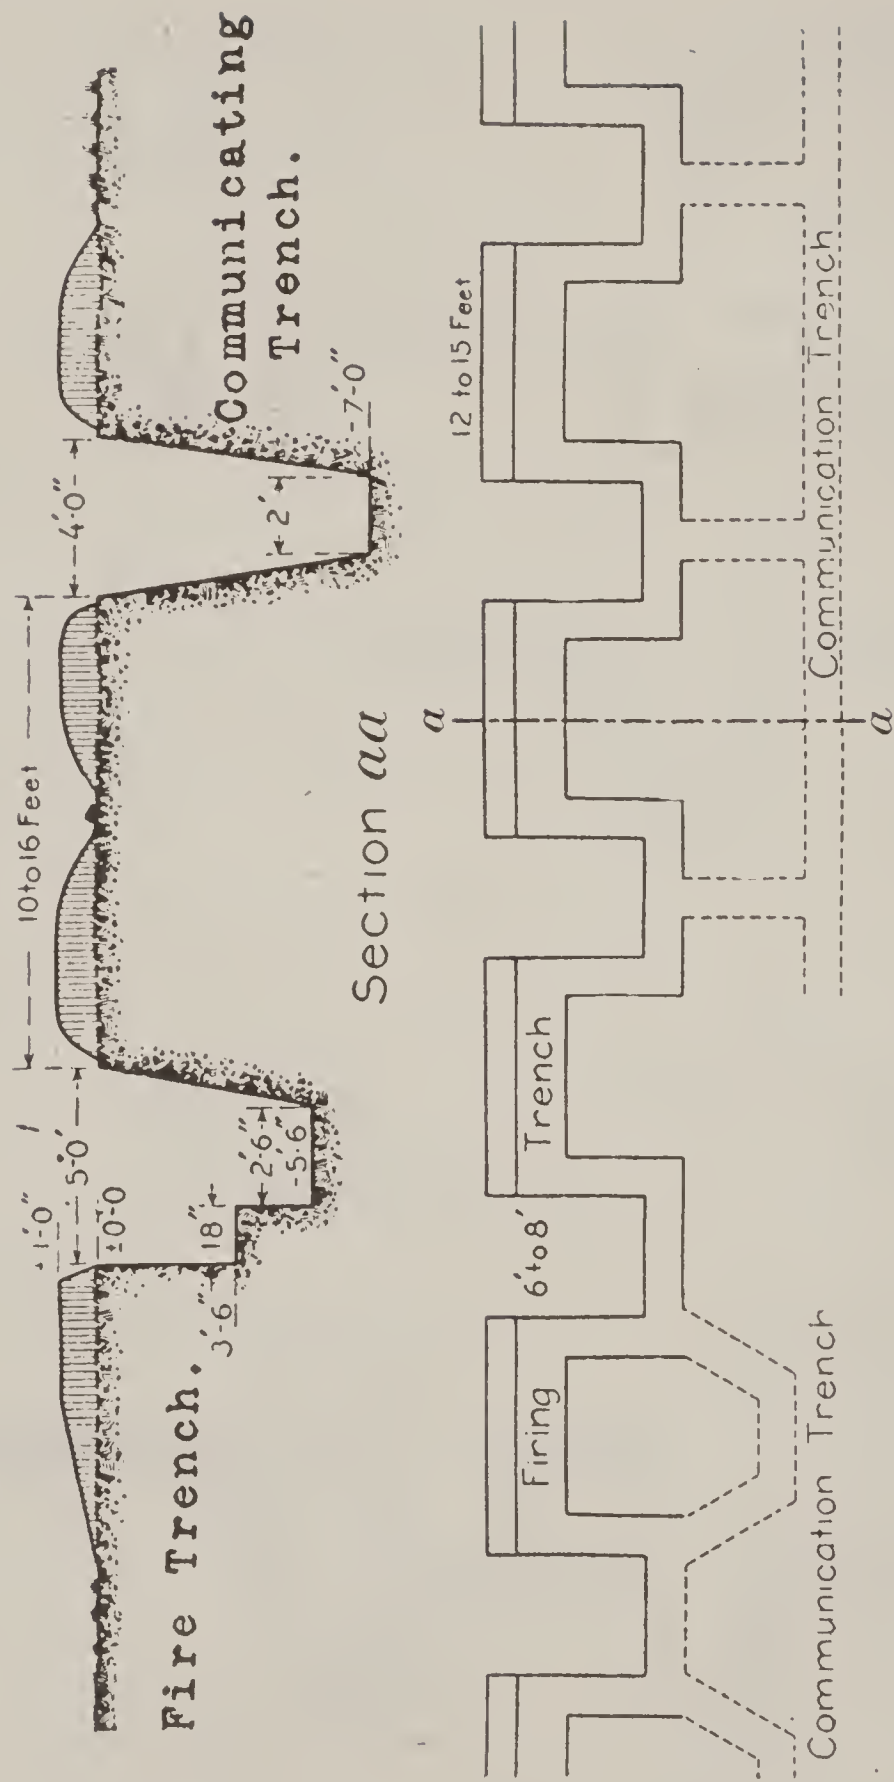 10 to 16 Feet
+1'-0"
5'-0"
±0'-0
4'-0"
18"
3'-6"
2'-6"
-5'-6"
2'
-7'-0"
Fire Trench.
Communicating
Trench.
Section aa
a
12 to 15 Feet
Firing
Trench
6' to 8'
Communication Trench
Communication Trench
a